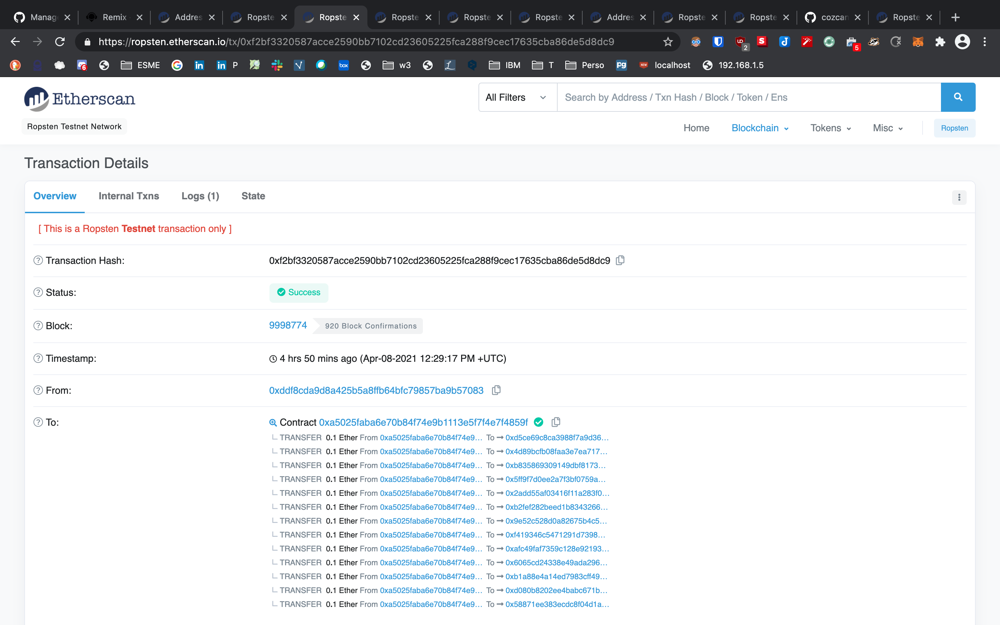 Manag
Remix -
Addres
Ropste
Ropste
Ropste
Ropste
Ropste
Addres
Ropste
Ropste
cozcan
Ropste
https://ropsten.etherscan.io/tx/0xf2bf3320587acce2590bb7102cd23605225fca288f9cec17635cba86de5d8dc9
2
5
6
ESME
P
box
w3
IBM
T
Perso
pg
NEW
localhost
192.168.1.5
Etherscan
All Filters
Search by Address / Txn Hash / Block / Token / Ens
Ropsten Testnet Network
Home
Blockchain
Tokens
Misc
Ropsten
Transaction Details
Overview
Internal Txns
Logs (1)
State
[ This is a Ropsten Testnet transaction only ]
Transaction Hash:
0xf2bf3320587acce2590bb7102cd23605225fca288f9cec17635cba86de5d8dc9
Status:
Success
Block:
9998774
920 Block Confirmations
Timestamp:
4 hrs 50 mins ago (Apr-08-2021 12:29:17 PM +UTC)
From:
0xddf8cda9d8a425b5a8ffb64bfc79857ba9b57083
To:
Contract 0xa5025faba6e70b84f74e9b1113e5f7f4e7f4859f
TRANSFER 0.1 Ether From 0xa5025faba6e70b84f74e9... To 0xd5ce69c8ca3988f7a9d36...
TRANSFER 0.1 Ether From 0xa5025faba6e70b84f74e9... To 0x4d89bcfb08faa3e7ea717...
TRANSFER 0.1 Ether From 0xa5025faba6e70b84f74e9... To 0xb835869309149dbf8173...
TRANSFER 0.1 Ether From 0xa5025faba6e70b84f74e9... To 0x5ff9f7d0ee2a7f3bf0759a...
TRANSFER 0.1 Ether From 0xa5025faba6e70b84f74e9... To 0x2add55af03416f11a283f0...
TRANSFER 0.1 Ether From 0xa5025faba6e70b84f74e9... To 0xb2fef282beed1b8343266...
TRANSFER 0.1 Ether From 0xa5025faba6e70b84f74e9... To 0x9e52c528d0a82675b4c5...
TRANSFER 0.1 Ether From 0xa5025faba6e70b84f74e9... To 0xf419346c5471291d7398...
TRANSFER 0.1 Ether From 0xa5025faba6e70b84f74e9... To 0xafc49faf7359c128e92193...
TRANSFER 0.1 Ether From 0xa5025faba6e70b84f74e9... To 0x6065cd24338e49ada296...
TRANSFER 0.1 Ether From 0xa5025faba6e70b84f74e9... To 0xb1a88e4a14ed7983cff49...
TRANSFER 0.1 Ether From 0xa5025faba6e70b84f74e9... To 0xd080b8202ee4babc671b...
TRANSFER 0.1 Ether From 0xa5025faba6e70b84f74e9... To 0x58871ee383ecdc8f04d1a...